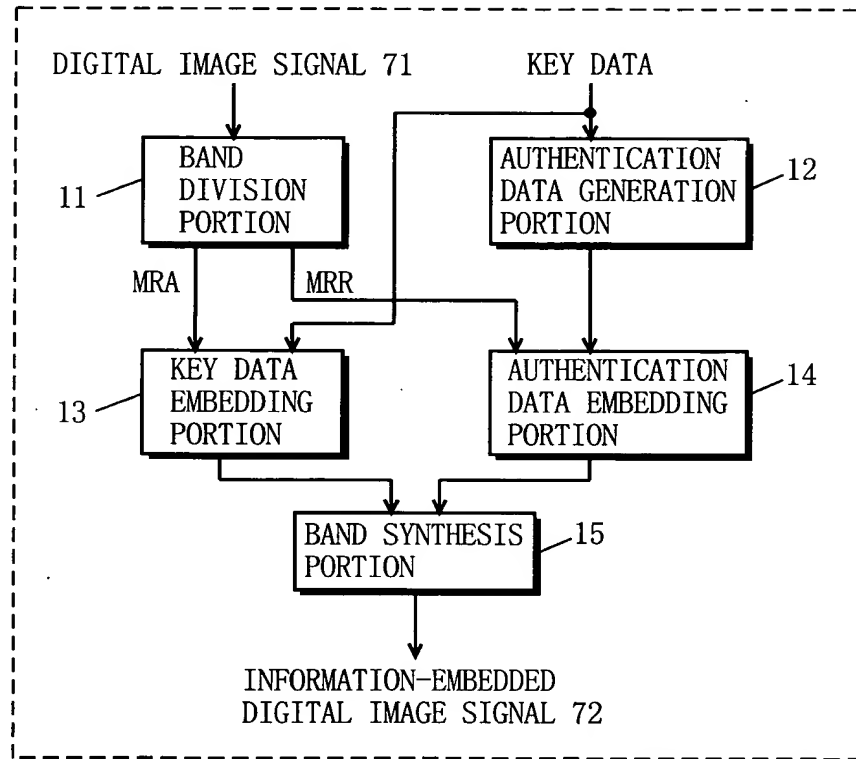 DIGITAL IMAGE SIGNAL 71
KEY DATA
BAND
DIVISION
PORTION
11
AUTHENTICATION
DATA GENERATION
PORTION
12
MRA
MRR
KEY DATA
EMBEDDING
PORTION
13
AUTHENTICATION
DATA EMBEDDING
PORTION
14
BAND SYNTHESIS
PORTION
15
INFORMATION-EMBEDDED
DIGITAL IMAGE SIGNAL 72